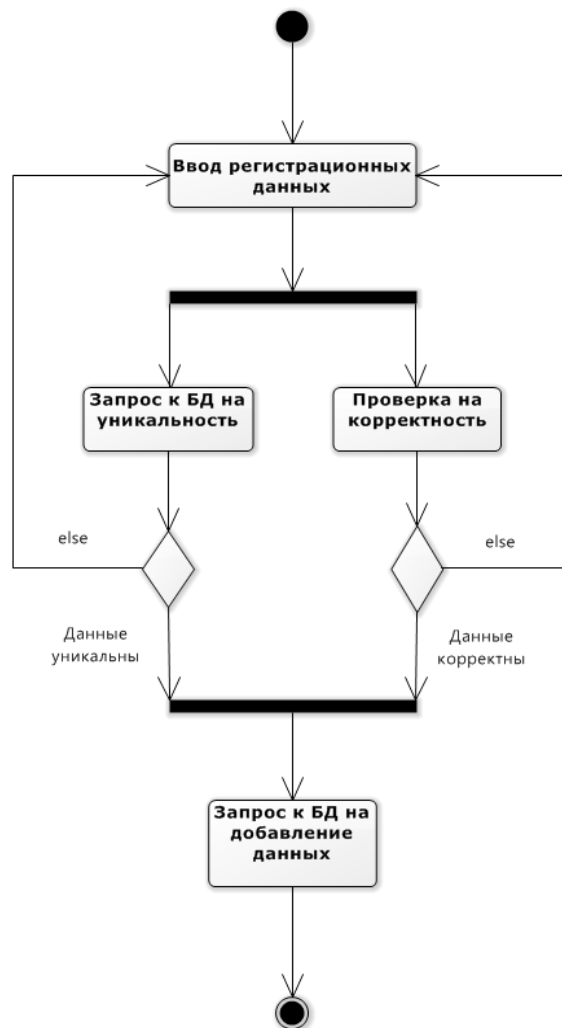 Ввод регистрационных
данных
Запрос к БД на
уникальность
Проверка на
корректность
else
else
Данные
уникальны
Данные
корректны
Запрос к БД на
добавление
данных